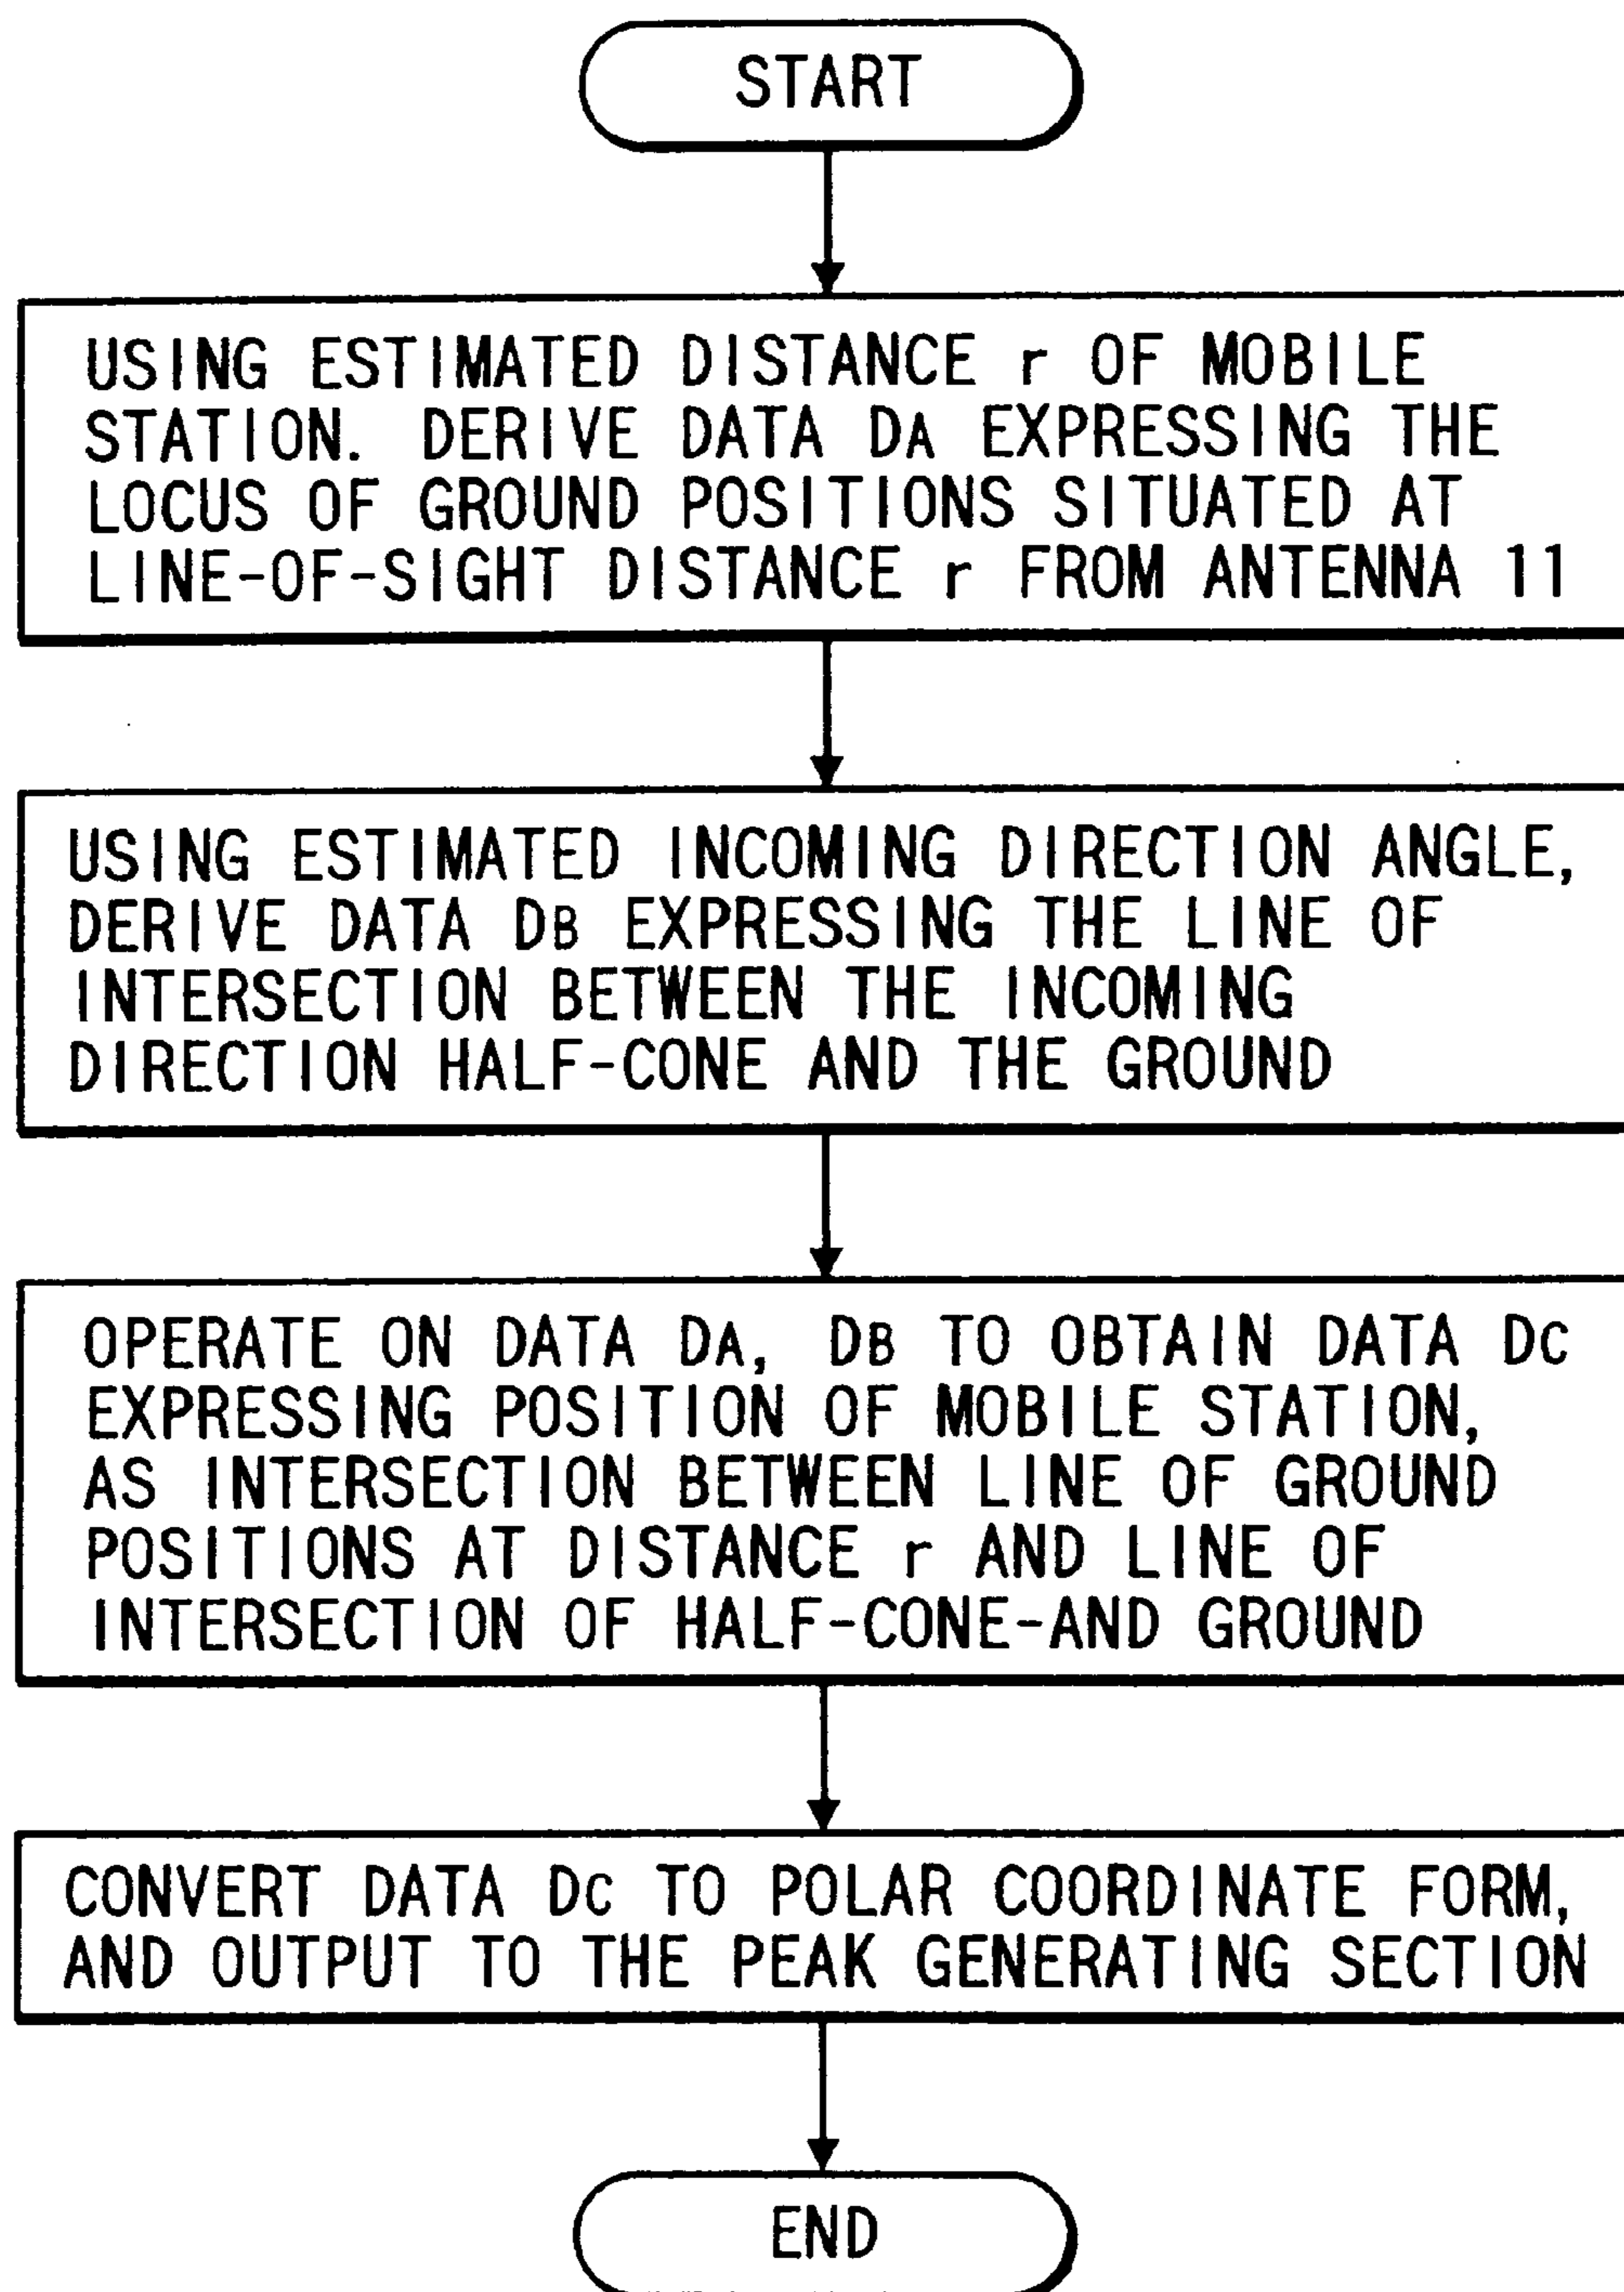 START
USING ESTIMATED DISTANCE r OF MOBILE
STATION. DERIVE DATA DA EXPRESSING THE
LOCUS OF GROUND POSITIONS SITUATED AT
LINE-OF-SIGHT DISTANCE r FROM ANTENNA 11
USING ESTIMATED INCOMING DIRECTION ANGLE,
DERIVE DATA DB EXPRESSING THE LINE OF
INTERSECTION BETWEEN THE INCOMING
DIRECTION HALF-CONE AND THE GROUND
OPERATE ON DATA DA, DB TO OBTAIN DATA DC
EXPRESSING POSITION OF MOBILE STATION,
AS INTERSECTION BETWEEN LINE OF GROUND
POSITIONS AT DISTANCE r AND LINE OF
INTERSECTION OF HALF-CONE-AND GROUND
CONVERT DATA DC TO POLAR COORDINATE FORM,
AND OUTPUT TO THE PEAK GENERATING SECTION
END